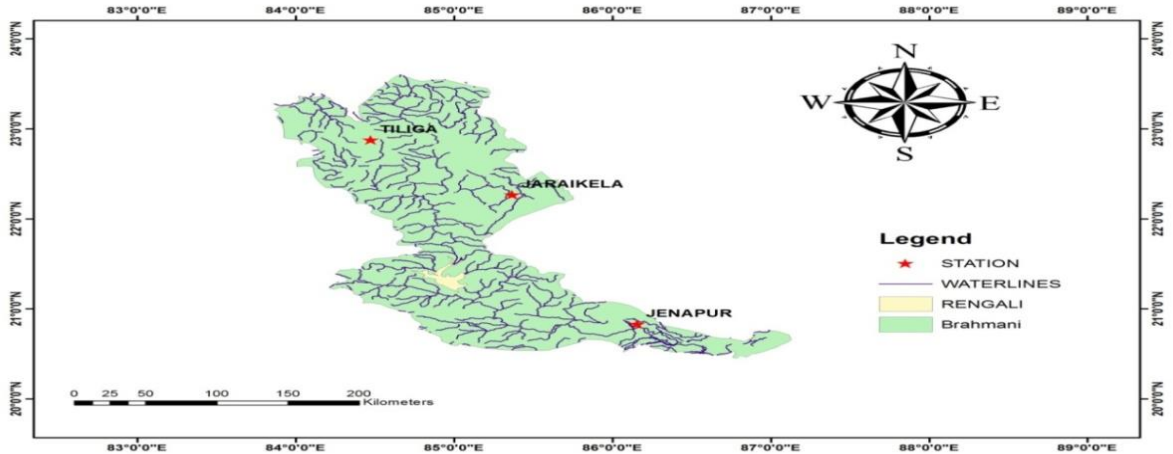 83°0'0"E 84°0'0"E 85°0'0"E 86°0'0"E 87°0'0"E 88°0'0"E 89°0'0"E
24°0'0"N 24°0'0"N
N
W E
S
23°0'0"N 23°0'0"N
TILIGA
JARAIKELA
22°0'0"N 22°0'0"N
Legend
STATION
WATERLINES
RENGALI
Brahmani
21°0'0"N 21°0'0"N
JENAPUR
0 25 50 100 150 200
Kilometers
20°0'0"N 20°0'0"N
83°0'0"E 84°0'0"E 85°0'0"E 86°0'0"E 87°0'0"E 88°0'0"E 89°0'0"E